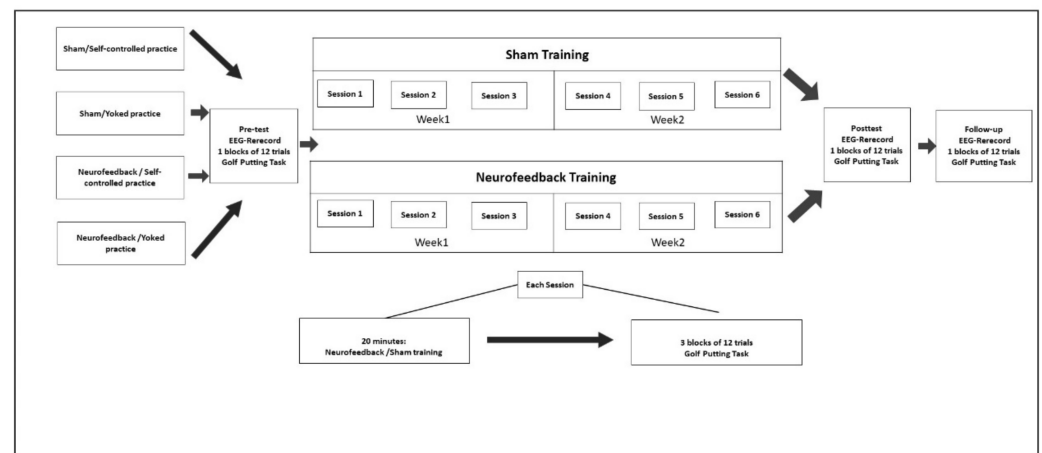 Sham/Self-controlled practice
Sham/Yoked practice
Neurofeedback / Self-
controlled practice
Neurofeedback /Yoked
practice
Pre-test
EEG-Rerecord
1 blocks of 12 trials
Golf Putting Task
Sham Training
Session 1
Session 2
Session 3
Week1
Session 4
Session 5
Session 6
Week2
Neurofeedback Training
Session 1
Session 2
Session 3
Week1
Session 4
Session 5
Session 6
Week2
Posttest
EEG-Rerecord
1 blocks of 12 trials
Golf Putting Task
Follow-up
EEG-Rerecord
1 blocks of 12 trials
Golf Putting Task
Each Session
20 minutes:
Neurofeedback /Sham training
3 blocks of 12 trials
Golf Putting Task